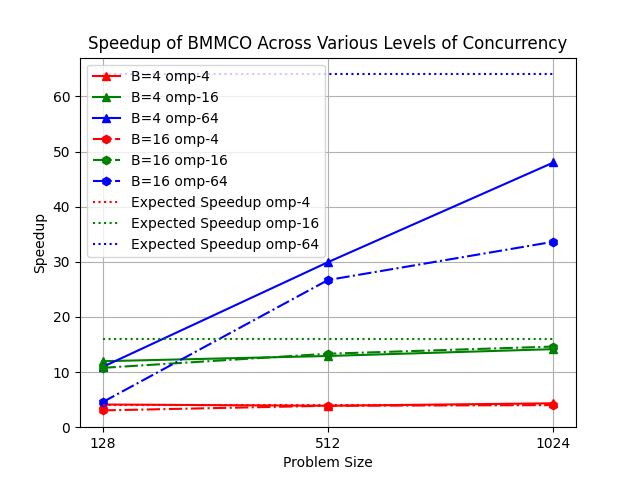 Speedup of BMMCO Across Various Levels of Concurrency
B=4 omp-4
B=4 omp-16
B=4 omp-64
B=16 omp-4
B=16 omp-16
B=16 omp-64
Expected Speedup omp-4
Expected Speedup omp-16
Expected Speedup omp-64
60
50
40
30
20
10
0
Speedup
128 512 1024
Problem Size